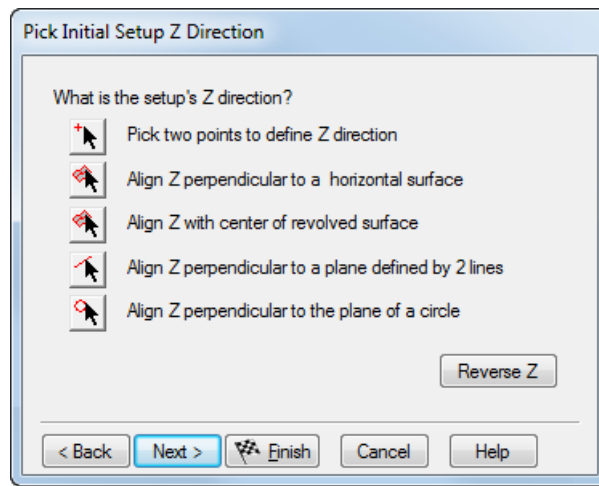 Pick Initial Setup Z Direction
What is the setup's Z direction?
Pick two points to define Z direction
Align Z perpendicular to a horizontal surface
Align Z with center of revolved surface
Align Z perpendicular to a plane defined by 2 lines
Align Z perpendicular to the plane of a circle
Reverse Z
< Back Next > Finish Cancel Help